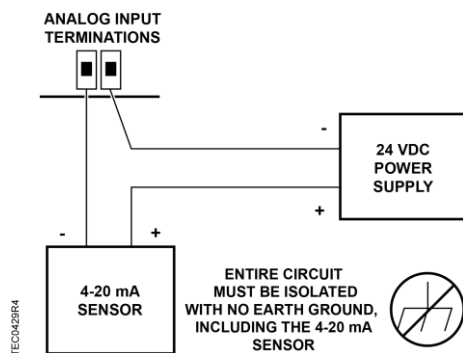 ANALOG INPUT
TERMINATIONS
-
24 VDC
POWER
SUPPLY
+
-
+
4-20 mA
SENSOR
ENTIRE CIRCUIT
MUST BE ISOLATED
WITH NO EARTH GROUND,
INCLUDING THE 4-20 mA
SENSOR
TEC0429R4